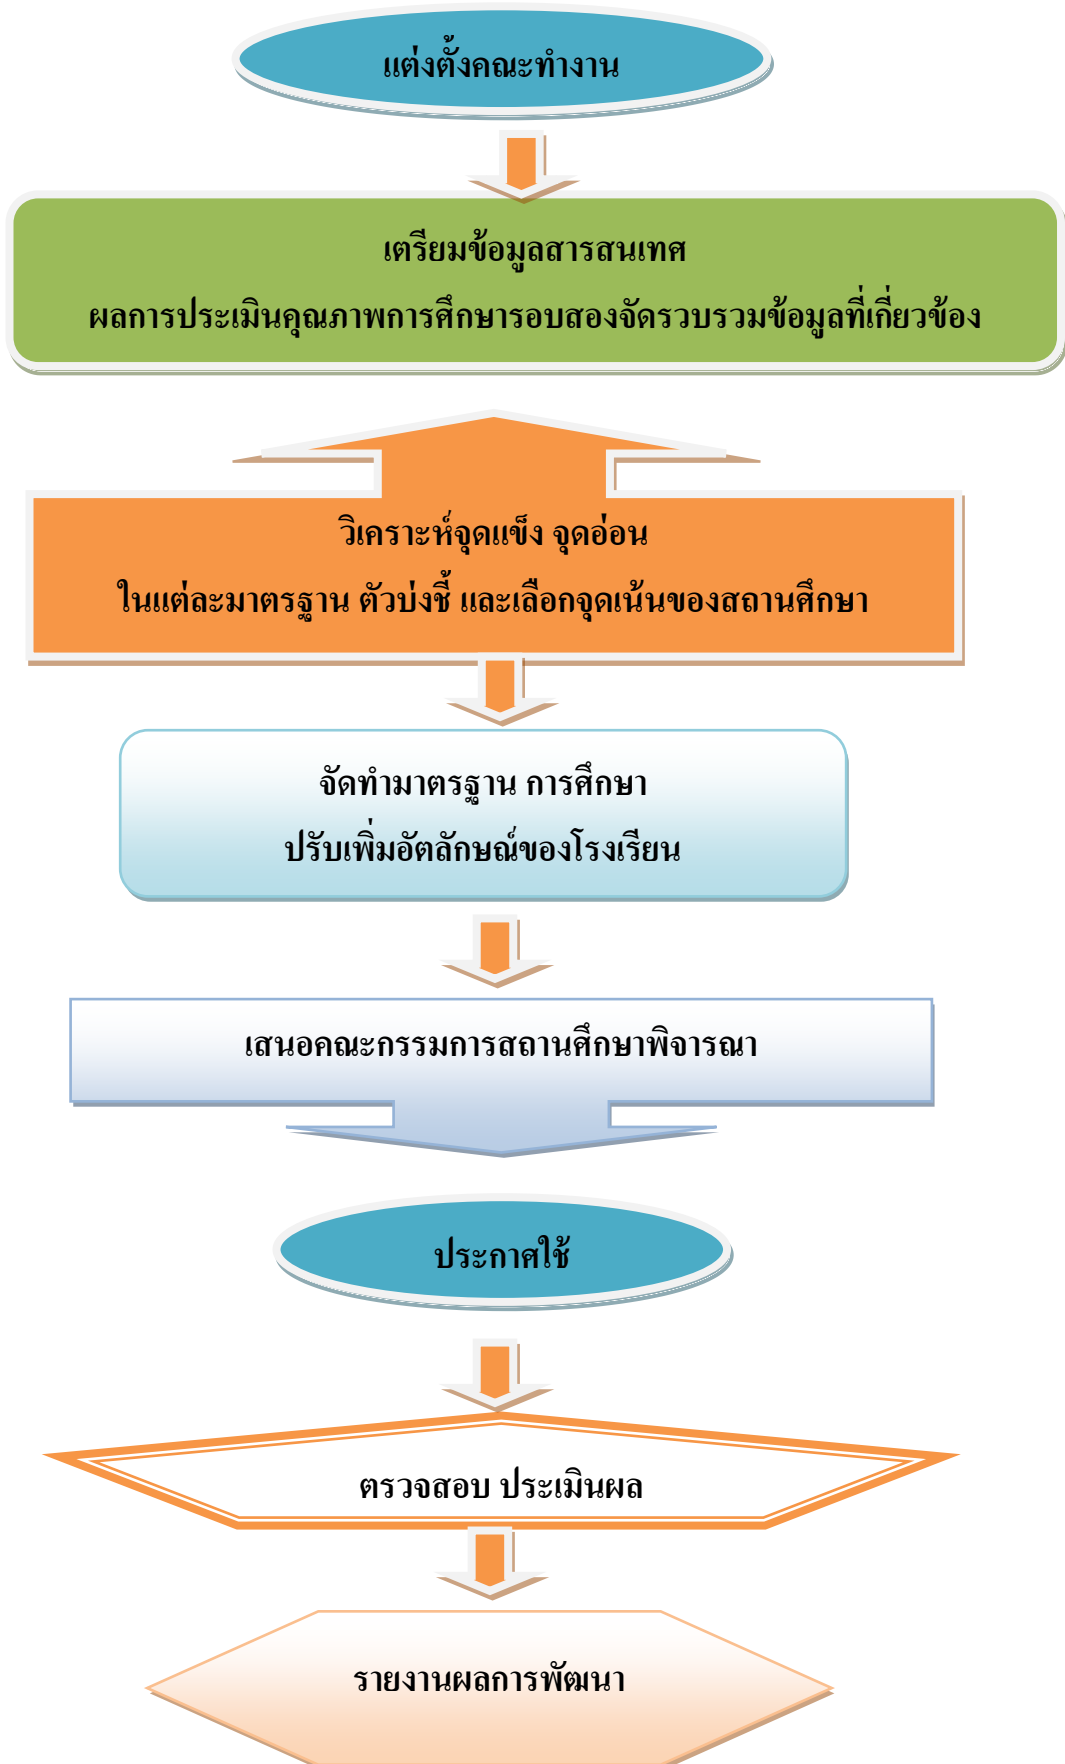 แต่งตั้งคณะทำงาน
เตรียมข้อมูลสารสนเทศ
ผลการประเมินคุณภาพการศึกษารอบสองจัดรวบรวมข้อมูลที่เกี่ยวข้อง
วิเคราะห์จุดแข็ง จุดอ่อน
ในแต่ละมาตรฐาน ตัวบ่งชี้ และเลือกจุดเน้นของสถานศึกษา
จัดทำมาตรฐาน การศึกษา
ปรับเพิ่มอัตลักษณ์ของโรงเรียน
เสนอคณะกรรมการสถานศึกษาพิจารณา
ประกาศใช้
ตรวจสอบ ประเมินผล
รายงานผลการพัฒนา